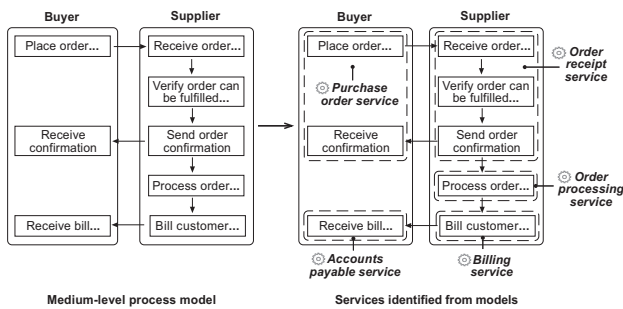 Buyer
Supplier
Place order...
Receive order...
Verify order can
be fulfilled...
Receive
confirmation
Send order
confirmation
Process order...
Receive bill...
Bill customer...
Medium-level process model
Buyer
Supplier
Place order...
Receive order...
Order
receipt
service
Purchase
order service
Verify order can
be fulfilled...
Receive
confirmation
Send order
confirmation
Process order...
Order
processing
service
Receive bill...
Bill customer...
Accounts
payable service
Billing
service
Services identified from models